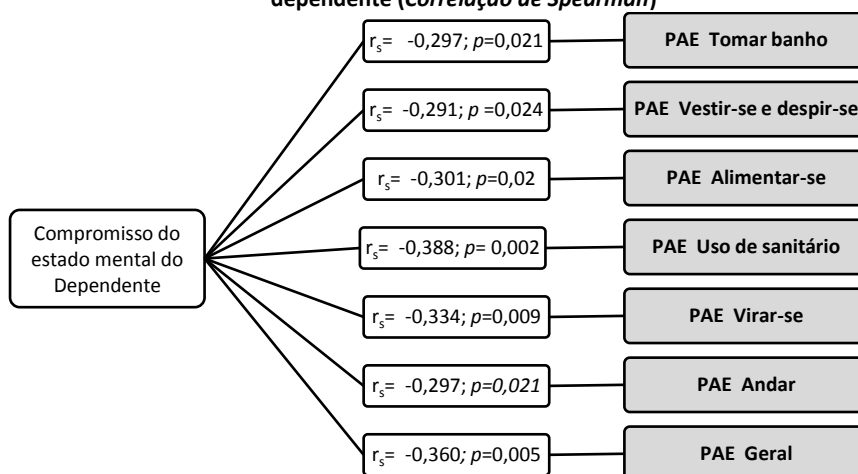 dependente (Correlação de Spearman)
rs= -0,297; p=0,021
PAE Tomar banho
rs= -0,291; p =0,024
PAE Vestir-se e despir-se
rs= -0,301; p=0,02
PAE Alimentar-se
Compromisso do
estado mental do
Dependente
rs= -0,388; p= 0,002
PAE Uso de sanitário
rs= -0,334; p=0,009
PAE Virar-se
rs= -0,297; p=0,021
PAE Andar
rs= -0,360; p=0,005
PAE Geral